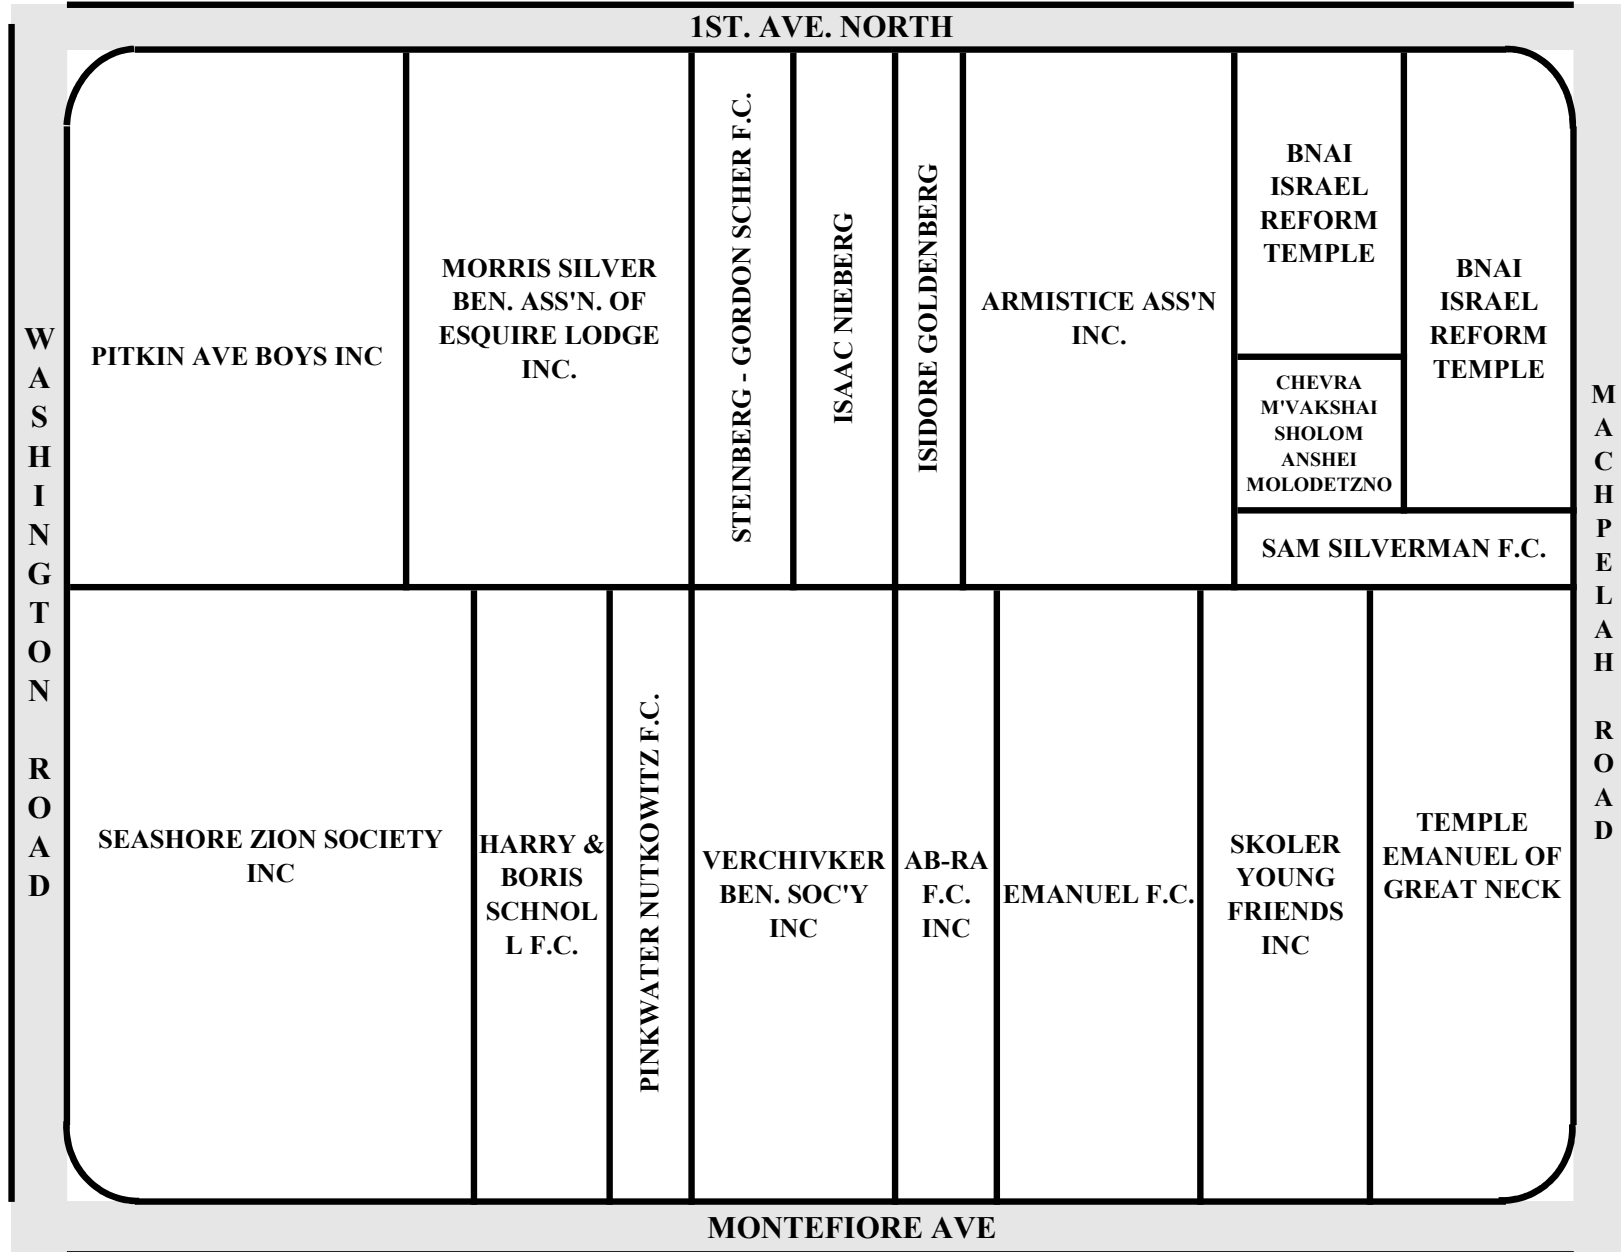 1ST. AVE. NORTH
WASHINGTON ROAD
PITKIN AVE BOYS INC
MORRIS SILVER
BEN. ASS'N. OF
ESQUIRE LODGE
INC.
STEINBERG - GORDON SCHER F.C.
ISAAC NIEBERG
ISIDORE GOLDENBERG
ARMISTICE ASS'N
INC.
BNAI
ISRAEL
REFORM
TEMPLE
CHEVRA
M'VAKSHAI
SHOLOM
ANSHEI
MOLODETZNO
BNAI
ISRAEL
REFORM
TEMPLE
SAM SILVERMAN F.C.
MACHPELAH ROAD
SEASHORE ZION SOCIETY
INC
HARRY &
BORIS
SCHNOL
L F.C.
PINKWATER NUTKOWITZ F.C.
VERCHIVKER
BEN. SOC'Y
INC
AB-RA
F.C.
INC
EMANUEL F.C.
SKOLER
YOUNG
FRIENDS
INC
TEMPLE
EMANUEL OF
GREAT NECK
MONTEFIORE AVE